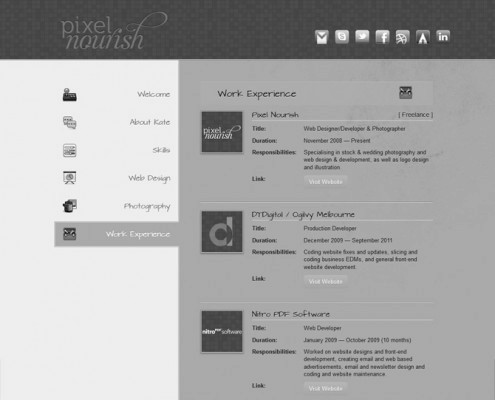 pixel
nourish
Welcome
About Kate
Skills
Web Design
Photography
Work Experience
Work Experience
Pixel Nourish [ Freelance ]
pixel
nourish
Title: Web Designer/Developer & Photographer
Duration: November 2008 — Present
Responsibilities: Specialising in stock & wedding photography and
web design & development, as well as logo design
and illustration.
Link: Visit Website
DTDigital / Ogilvy Melbourne
d
Title: Production Developer
Duration: December 2009 — September 2011
Responsibilities: Coding website fixes and updates, slicing and
coding business EDMs, and general front-end
website development
Link: Visit Website
Nitro PDF Software
nitro PDF software
Title: Web Developer
Duration: January 2009 — October 2009 (10 months)
Responsibilities: Worked on website designs and front-end
development, creating email and web based
advertisements, email and newsletter design and
coding and website maintenance.
Link: Visit Website